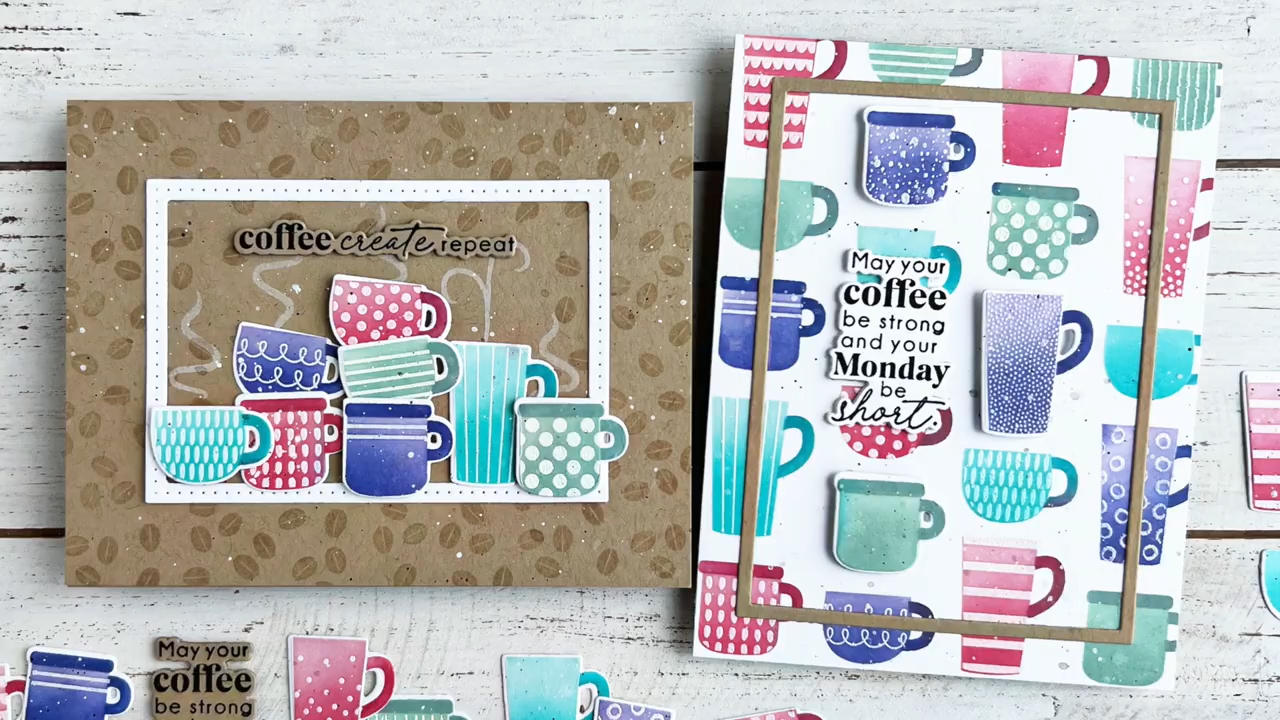 coffee create repeat
May your
coffee
be strong
and your
Monday
be
short.
May your
coffee
be strong